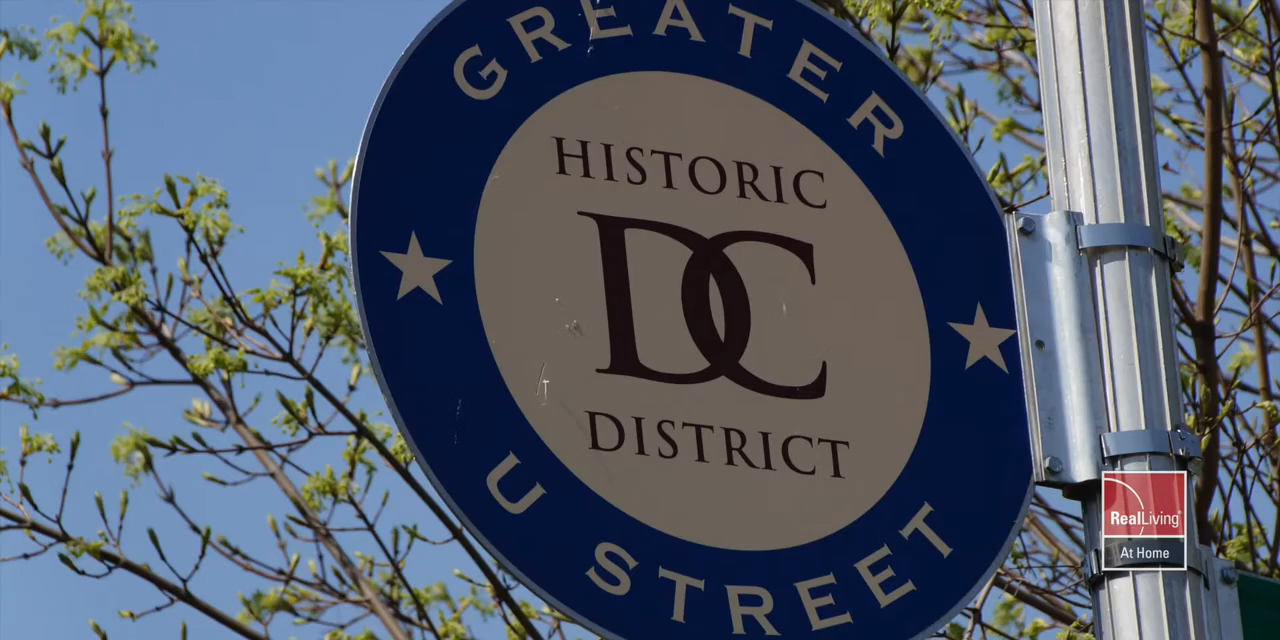 GREATER
HISTORIC
DC
DISTRICT
U STREET
RealLiving
At Home